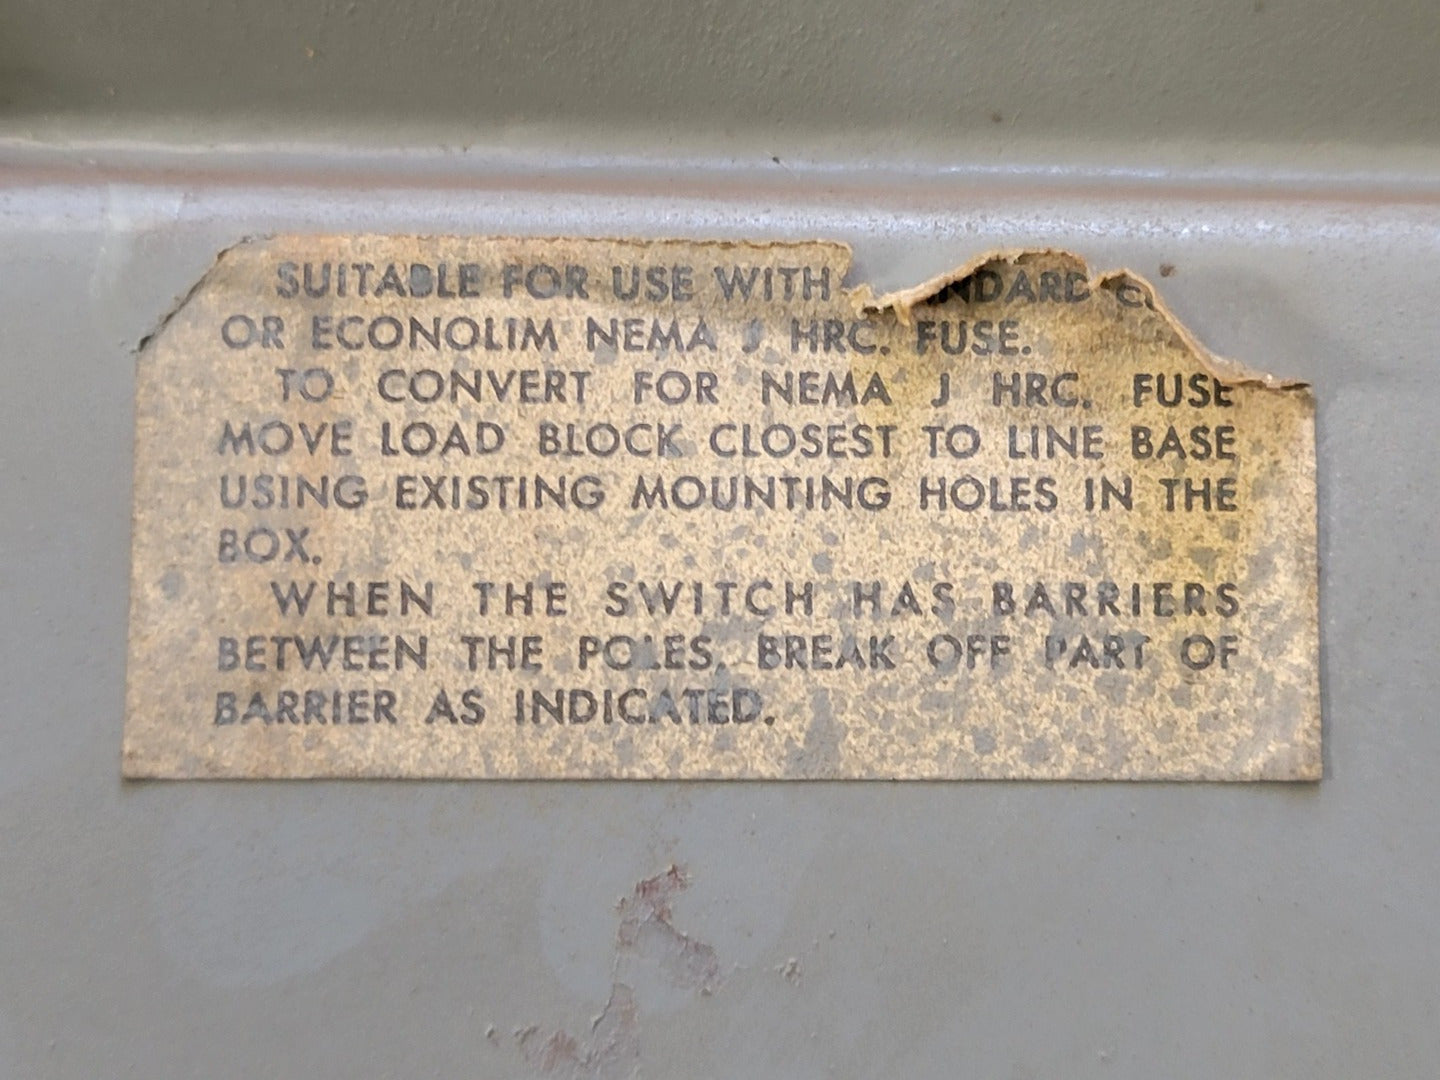 SUITABLE FOR USE WITH
OR ECONOLIM NEMA J HRC. FUSE.
TO CONVERT FOR NEMA J HRC. FUSE
MOVE LOAD BLOCK CLOSEST TO LINE BASE
USING EXISTING MOUNTING HOLES IN THE
BOX.
WHEN THE SWITCH HAS BARRIERS
BETWEEN THE POLES, BREAK OFF PART OF
BARRIER AS INDICATED.